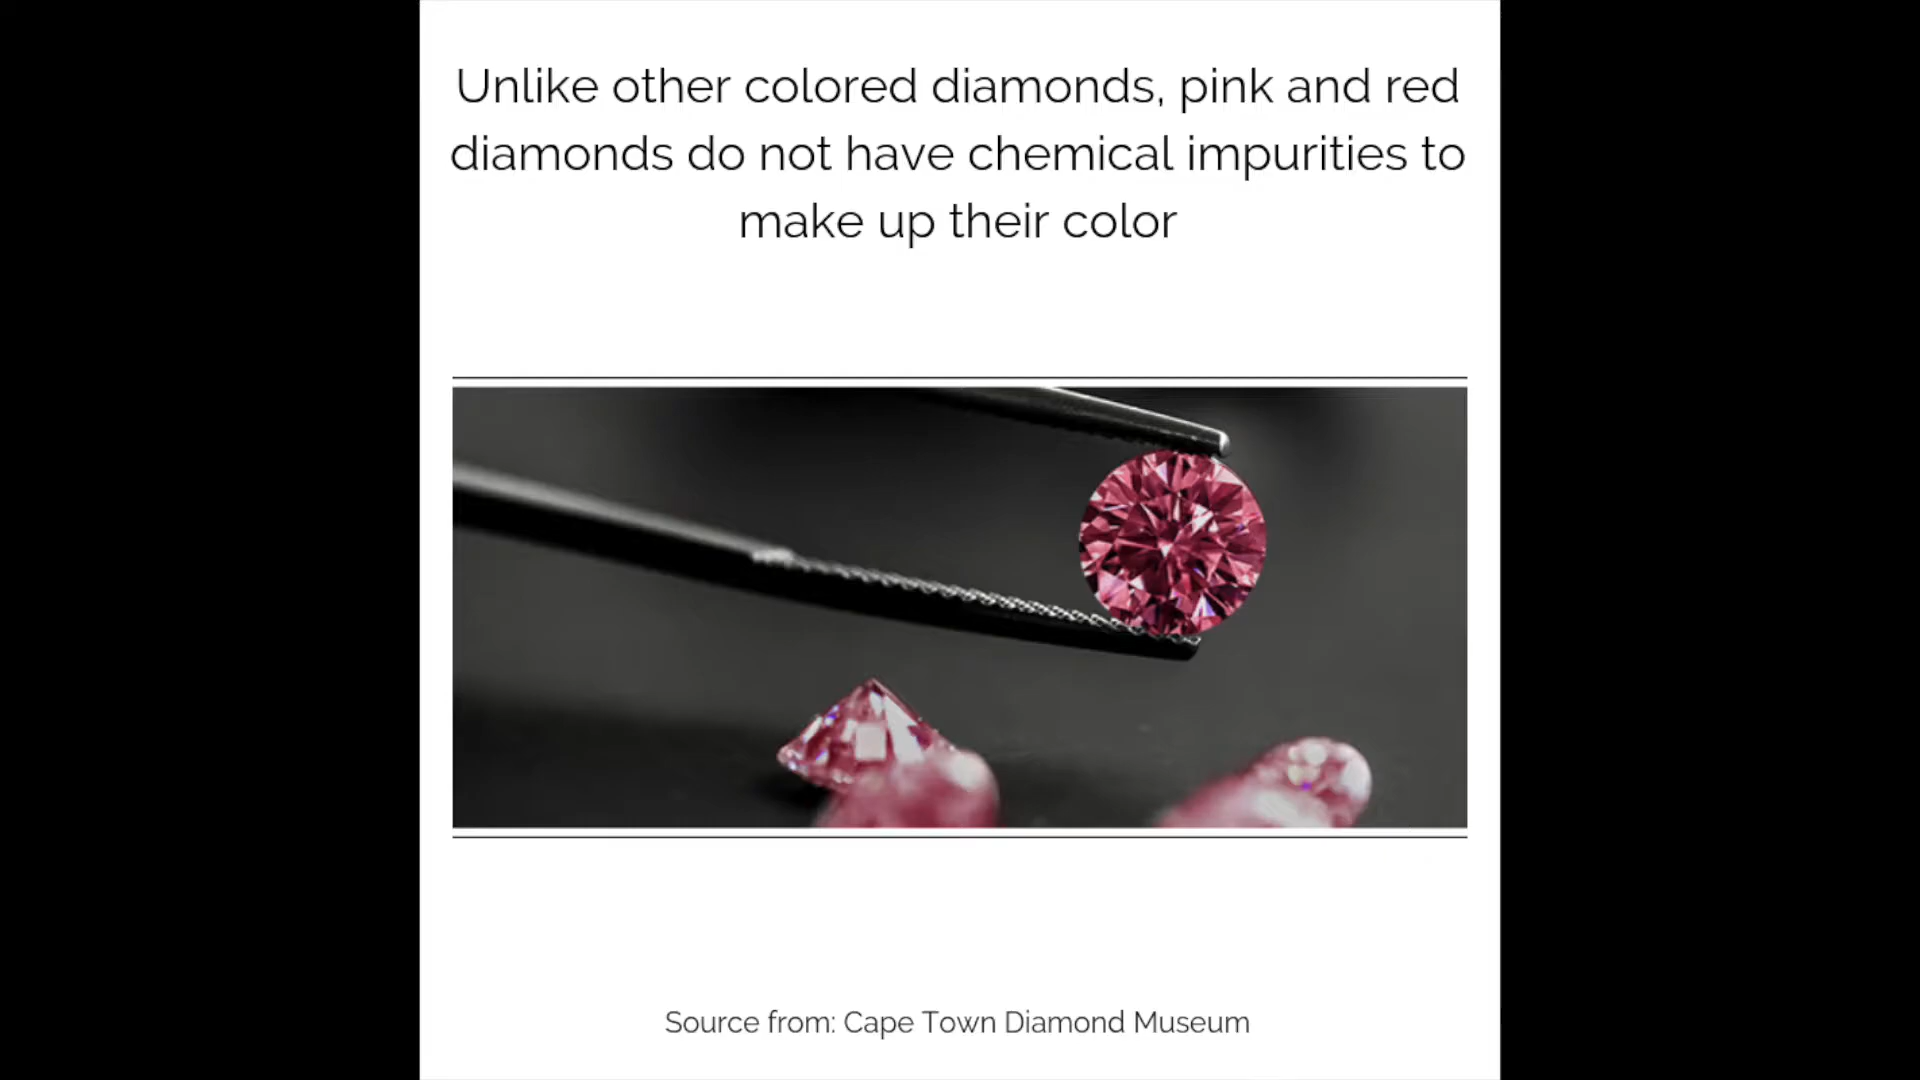 Unlike other colored diamonds, pink and red
diamonds do not have chemical impurities to
make up their color
Source from: Cape Town Diamond Museum